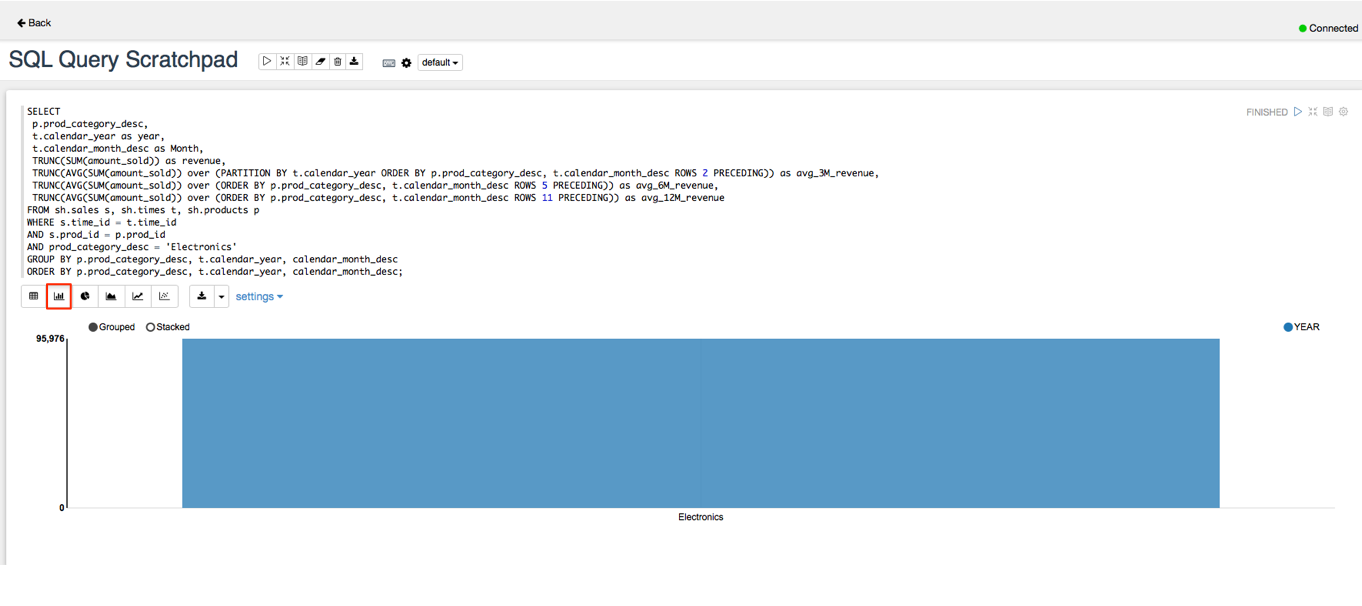 Back
Connected
SQL Query Scratchpad
default
SELECT
p.prod_category_desc,
t.calendar_year as year,
t.calendar_month_desc as Month,
TRUNC(SUM(amount_sold)) as revenue,
TRUNC(AVG(SUM(amount_sold)) over (PARTITION BY t.calendar_year ORDER BY p.prod_category_desc, t.calendar_month_desc ROWS 2 PRECEDING)) as avg_3M_revenue,
TRUNC(AVG(SUM(amount_sold)) over (ORDER BY p.prod_category_desc, t.calendar_month_desc ROWS 5 PRECEDING)) as avg_6M_revenue,
TRUNC(AVG(SUM(amount_sold)) over (ORDER BY p.prod_category_desc, t.calendar_month_desc ROWS 11 PRECEDING)) as avg_12M_revenue
FROM sh.sales s, sh.times t, sh.products p
WHERE s.time_id = t.time_id
AND s.prod_id = p.prod_id
AND prod_category_desc = 'Electronics'
GROUP BY p.prod_category_desc, t.calendar_year, calendar_month_desc
ORDER BY p.prod_category_desc, t.calendar_year, calendar_month_desc;
FINISHED
settings
Grouped Stacked
YEAR
95,976
0
Electronics